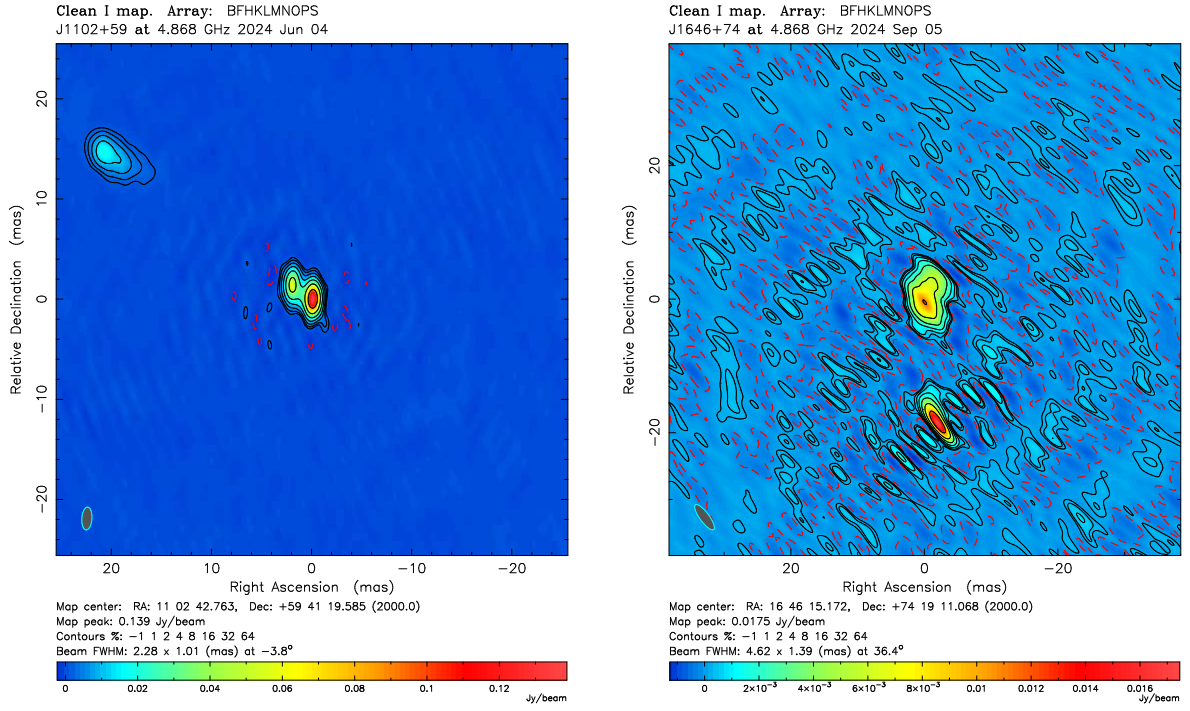 Clean I map.  Array:  BFHKLMNOPS
J1102+59 at 4.868 GHz 2024 Jun 04
20
10
0
−10
−20
Relative Declination  (mas)
20
10
0
−10
−20
Right Ascension  (mas)
Map center:  RA: 11 02 42.763,  Dec: +59 41 19.585 (2000.0)
Map peak: 0.139 Jy/beam
Contours %: −1 1 2 4 8 16 32 64
Beam FWHM: 2.28 x 1.01 (mas) at −3.8°
0
0.02
0.04
0.06
0.08
0.1
0.12
Jy/beam
Clean I map.  Array:  BFHKLMNOPS
J1646+74 at 4.868 GHz 2024 Sep 05
20
0
−20
Relative Declination  (mas)
20
0
−20
Right Ascension  (mas)
Map center:  RA: 16 46 15.172,  Dec: +74 19 11.068 (2000.0)
Map peak: 0.0175 Jy/beam
Contours %: −1 1 2 4 8 16 32 64
Beam FWHM: 4.62 x 1.39 (mas) at 36.4°
0
2×10⁻³
4×10⁻³
6×10⁻³
8×10⁻³
0.01
0.012
0.014
0.016
Jy/beam